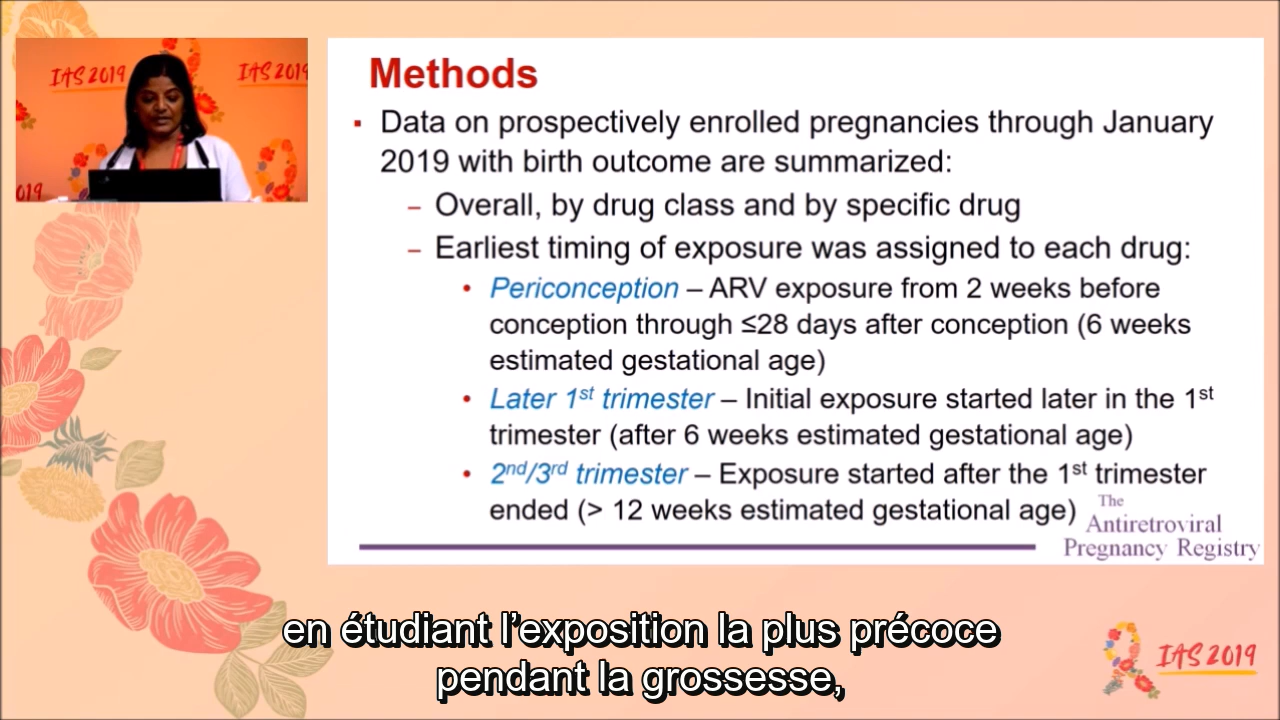 IAS 2019
IAS 2019
019
Methods
▪ Data on prospectively enrolled pregnancies through January
2019 with birth outcome are summarized:
– Overall, by drug class and by specific drug
– Earliest timing of exposure was assigned to each drug:
• Periconception – ARV exposure from 2 weeks before
conception through ≤28 days after conception (6 weeks
estimated gestational age)
• Later 1st trimester – Initial exposure started later in the 1st
trimester (after 6 weeks estimated gestational age)
• 2nd/3rd trimester – Exposure started after the 1st trimester
ended (> 12 weeks estimated gestational age)
The
Antiretroviral
Pregnancy Registry
en étudiant l'exposition la plus précoce
pendant la grossesse,
IAS 2019